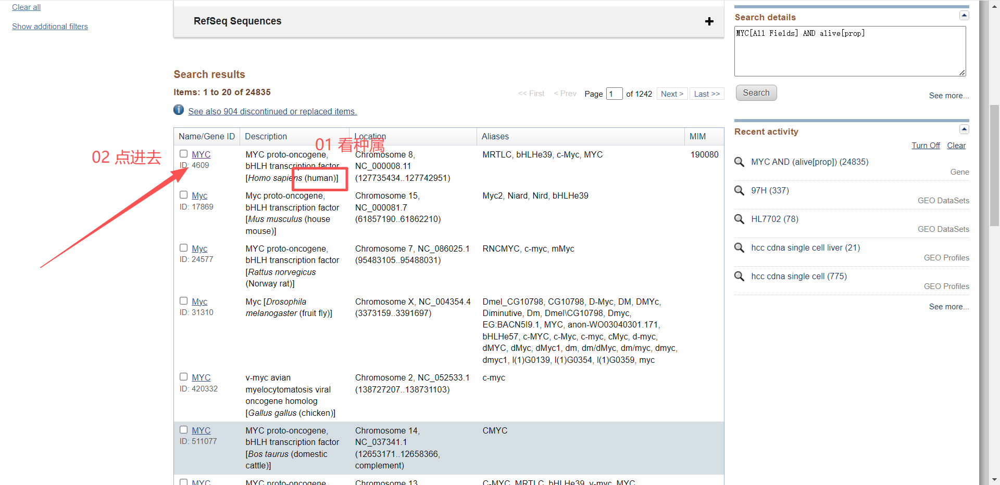 Clear all
Show additional filters
RefSeq Sequences
Search results
Items: 1 to 20 of 24835
<< First < Prev Page 1 of 1242 Next > Last >>
See also 904 discontinued or replaced items.
Name/Gene ID Description Location Aliases MIM
01 看种属
02 点进去
MYC
ID: 4609
MYC proto-oncogene,
bHLH transcription factor
[Homo sapiens (human)]
Chromosome 8,
NC_000008.11
(127735434..127742951)
MRTLC, bHLHe39, c-Myc, MYC
190080
Myc
ID: 17869
Myc proto-oncogene,
bHLH transcription factor
[Mus musculus (house
mouse)]
Chromosome 15,
NC_000081.7
(61857190..61862210)
Myc2, Niard, Nird, bHLHe39
Myc
ID: 24577
MYC proto-oncogene,
bHLH transcription factor
[Rattus norvegicus
(Norway rat)]
Chromosome 7, NC_086025.1
(95483105..95488031)
RNCMYC, c-myc, mMyc
Myc
ID: 31310
Myc [Drosophila
melanogaster (fruit fly)]
Chromosome X, NC_004354.4
(3373159..3391697)
Dmel_CG10798, CG10798, D-Myc, DM, DMYc,
Diminutive, Dm, Dmel\CG10798, Dmyc,
EG:BACN5I9.1, MYC, anon-WO03040301.171,
bHLHe57, c-MYC, c-Myc, c-myc, cMyc, d-myc,
dMYC, dMyc, dMyc1, dm, dm/dMyc, dm/myc, dmyc,
dmyc1, l(1)G0139, l(1)G0354, l(1)G0359, myc
MYC
ID: 420332
v-myc avian
myelocytomatosis viral
oncogene homolog
[Gallus gallus (chicken)]
Chromosome 2, NC_052533.1
(138727207..138731103)
c-myc
MYC
ID: 511077
MYC proto-oncogene,
bHLH transcription factor
[Bos taurus (domestic
cattle)]
Chromosome 14,
NC_037341.1
(12653171..12658366,
complement)
CMYC
MYC
MYC proto-oncogene,
Chromosome 13,
C-MYC, MRTLC, bHLHe39, v-myc, MYC
Search details
MYC[All Fields] AND alive[prop]
Search
See more...
Recent activity
Turn Off Clear
MYC AND (alive[prop]) (24835)
Gene
97H (337)
GEO DataSets
HL7702 (78)
GEO DataSets
hcc cdna single cell liver (21)
GEO Profiles
hcc cdna single cell (775)
GEO Profiles
See more...